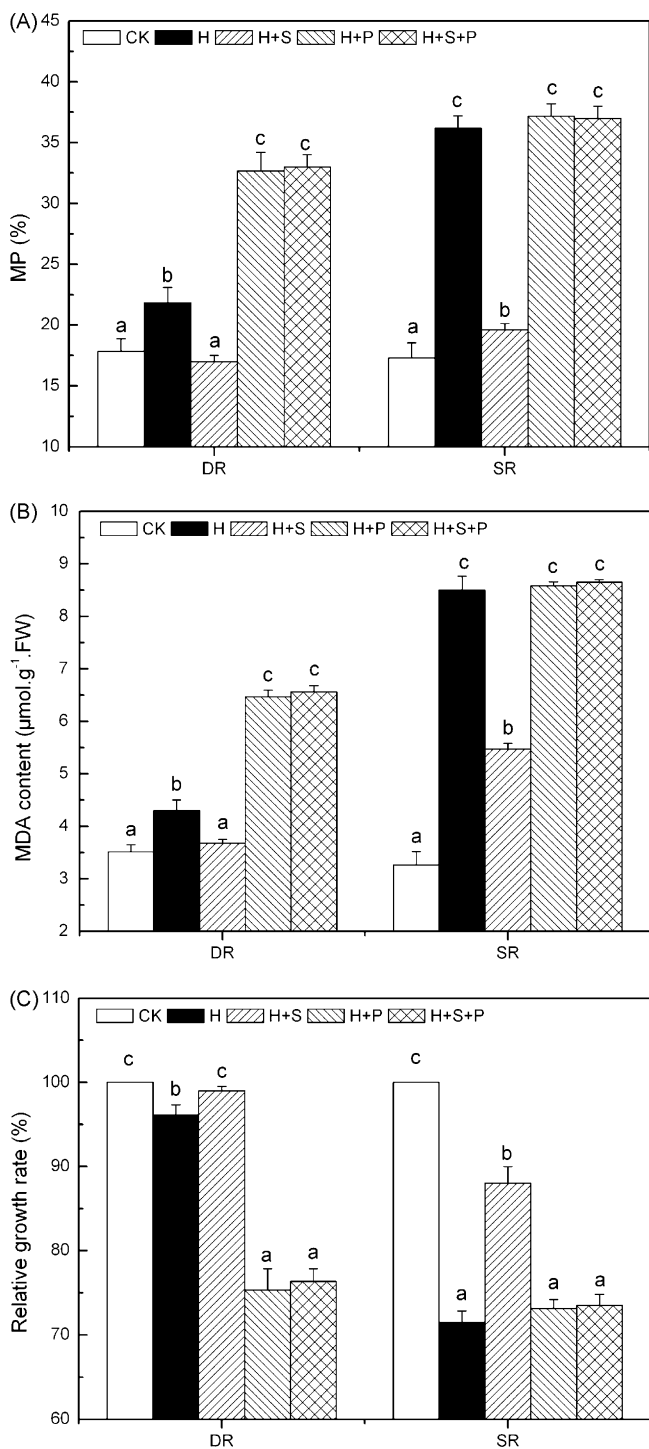 (A)
45
CK H H+S H+P H+S+P
40
35
30
25
20
15
10
MP (%)
a b a c c
a c b c c
DR SR
(B)
10
CK H H+S H+P H+S+P
9
8
7
6
5
4
3
2
MDA content (μmol.g⁻¹.FW)
a b a c c
a c b c c
DR SR
(C)
110
CK H H+S H+P H+S+P
100
90
80
70
60
Relative growth rate (%)
c b c a a
c a b a a
DR SR